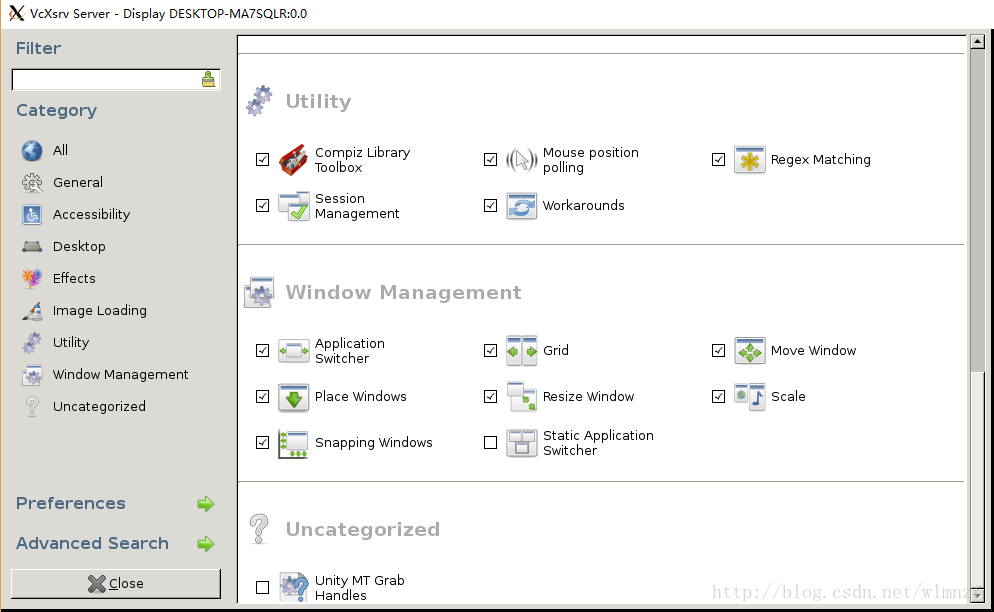 VcXsrv Server - Display DESKTOP-MA7SQLR:0.0
Filter
Category
All
General
Accessibility
Desktop
Effects
Image Loading
Utility
Window Management
Uncategorized
Preferences
Advanced Search
Close
Utility
Compiz Library
Toolbox
Mouse position
polling
Regex Matching
Session
Management
Workarounds
Window Management
Application
Switcher
Grid
Move Window
Place Windows
Resize Window
Scale
Snapping Windows
Static Application
Switcher
Uncategorized
Unity MT Grab
Handles
http://blog.csdn.net/wlmnz